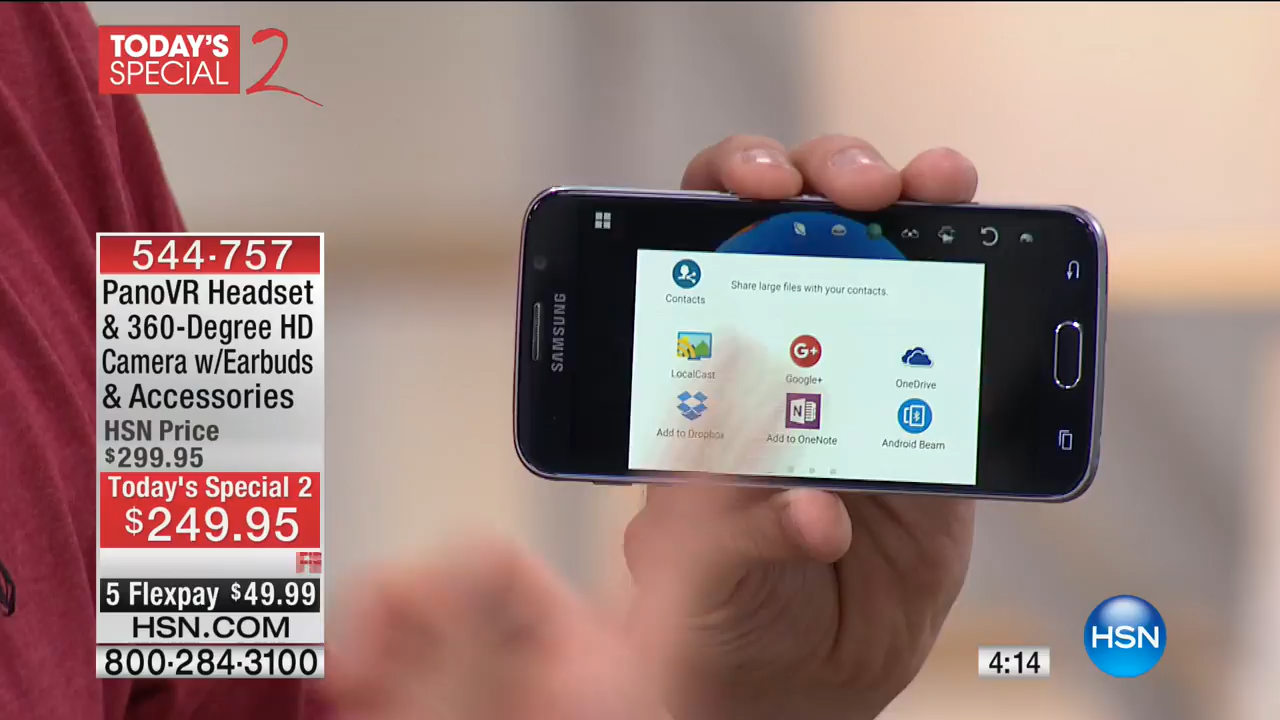 TODAY'S
SPECIAL 2
544-757
PanoVR Headset
& 360-Degree HD
Camera w/Earbuds
& Accessories
HSN Price
$299.95
Today's Special 2
$249.95
5 Flexpay $49.99
HSN.COM
800-284-3100
SAMSUNG
Contacts
Share large files with your contacts.
LocalCast
G+
Google+
OneDrive
Add to Dropbox
N
Add to OneNote
Android Beam
4:14
HSN